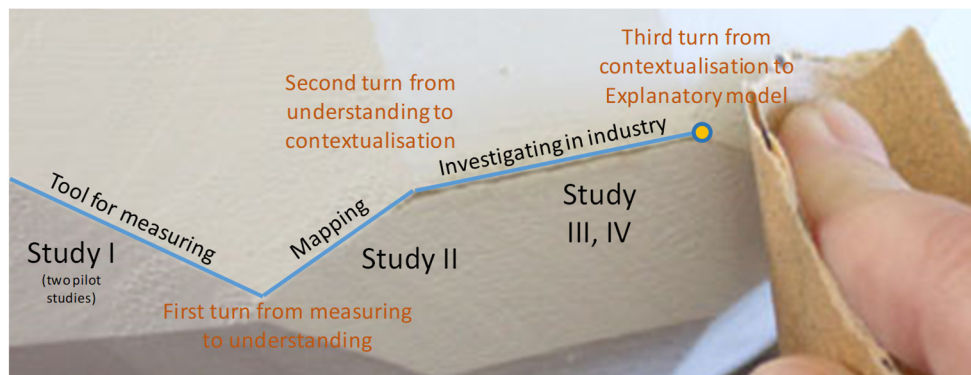 Third turn from
contextualisation to
Explanatory model
Second turn from
understanding to
contextualisation
Investigating in industry
Tool for measuring
Mapping
Study
III, IV
Study I
(two pilot
studies)
Study II
First turn from measuring
to understanding